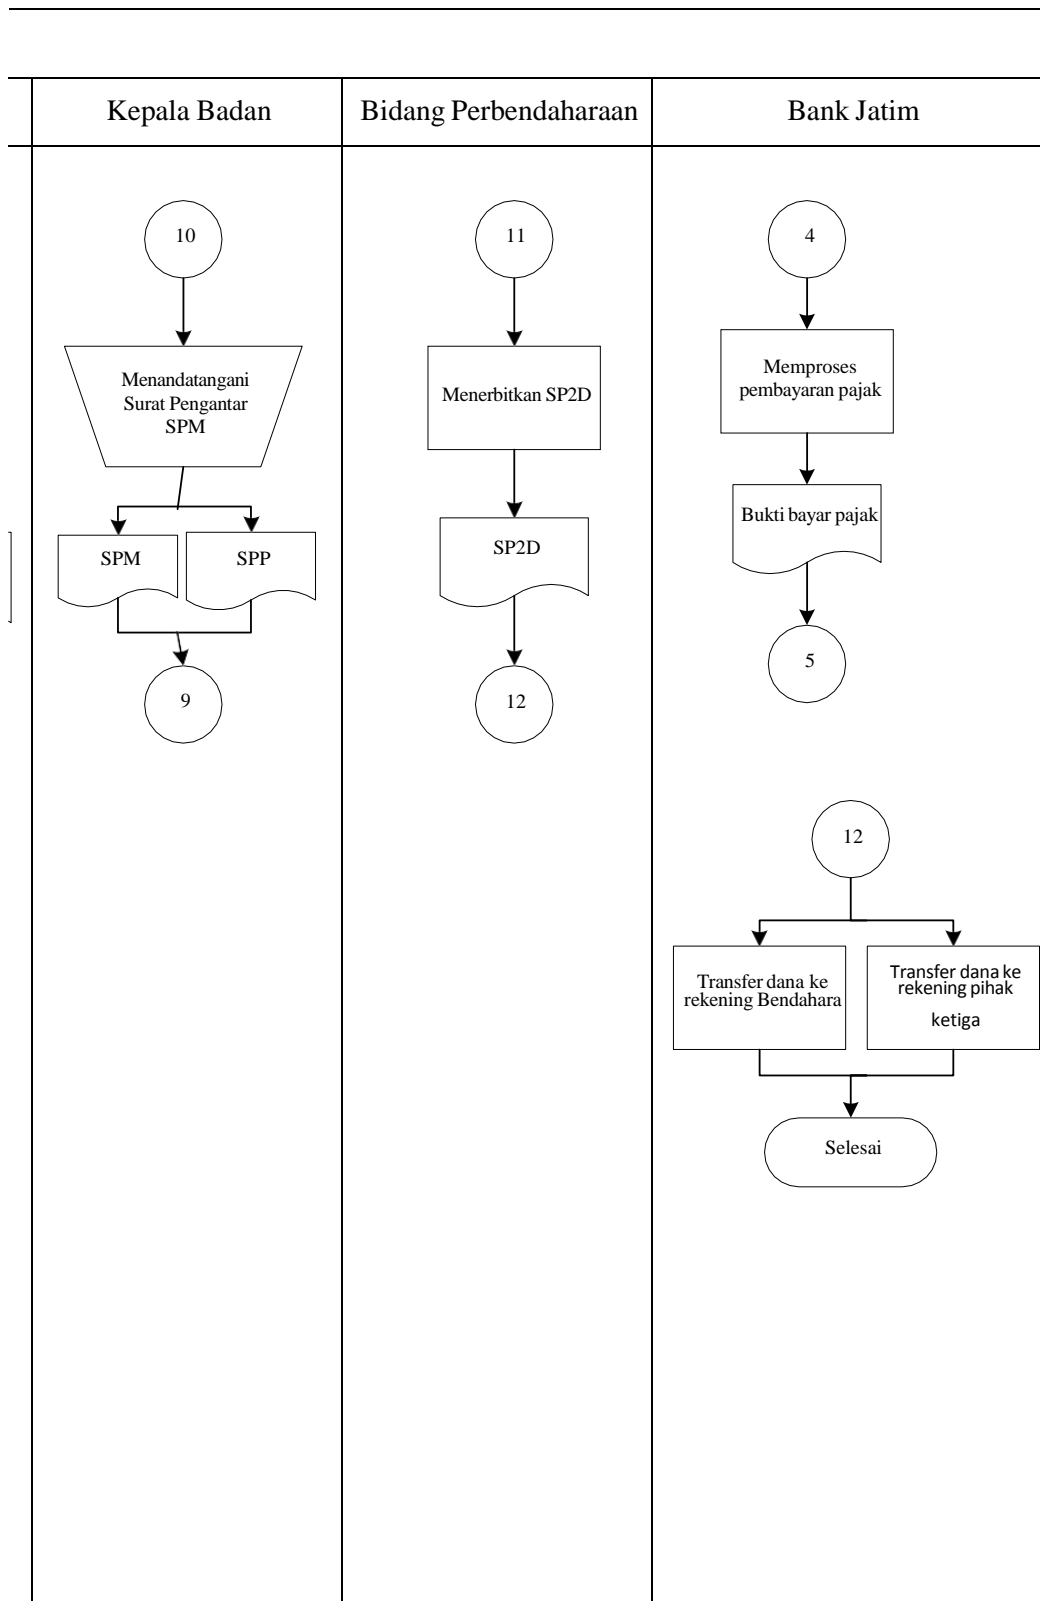 Kepala Badan
Bidang Perbendaharaan
Bank Jatim
10
Menandatangani
Surat Pengantar
SPM
SPM
SPP
9
11
Menerbitkan SP2D
SP2D
12
4
Memproses
pembayaran pajak
Bukti bayar pajak
5
12
Transfer dana ke
rekening Bendahara
Transfer dana ke
rekening pihak
ketiga
Selesai